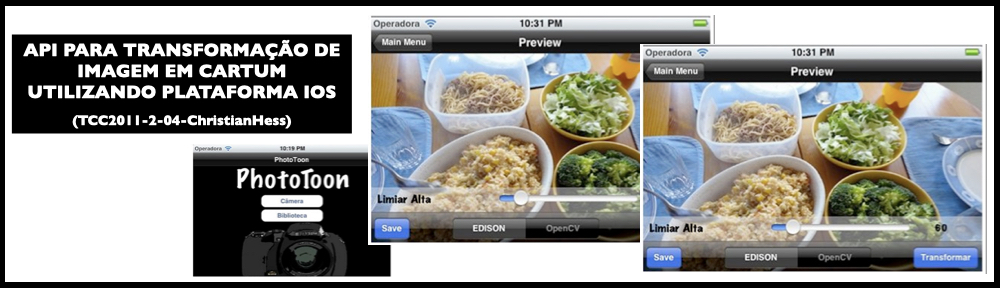 API PARA TRANSFORMAÇÃO DE
IMAGEM EM CARTUM
UTILIZANDO PLATAFORMA IOS
(TCC2011-2-04-ChristianHess)
Operadora 10:19 PM
PhotoToon
PhotoToon
Câmera
Biblioteca
Operadora 10:31 PM
Main Menu Preview
Limiar Alta
Save EDISON OpenCV
Operadora 10:31 PM
Main Menu Preview
Limiar Alta 60
Save EDISON OpenCV Transformar